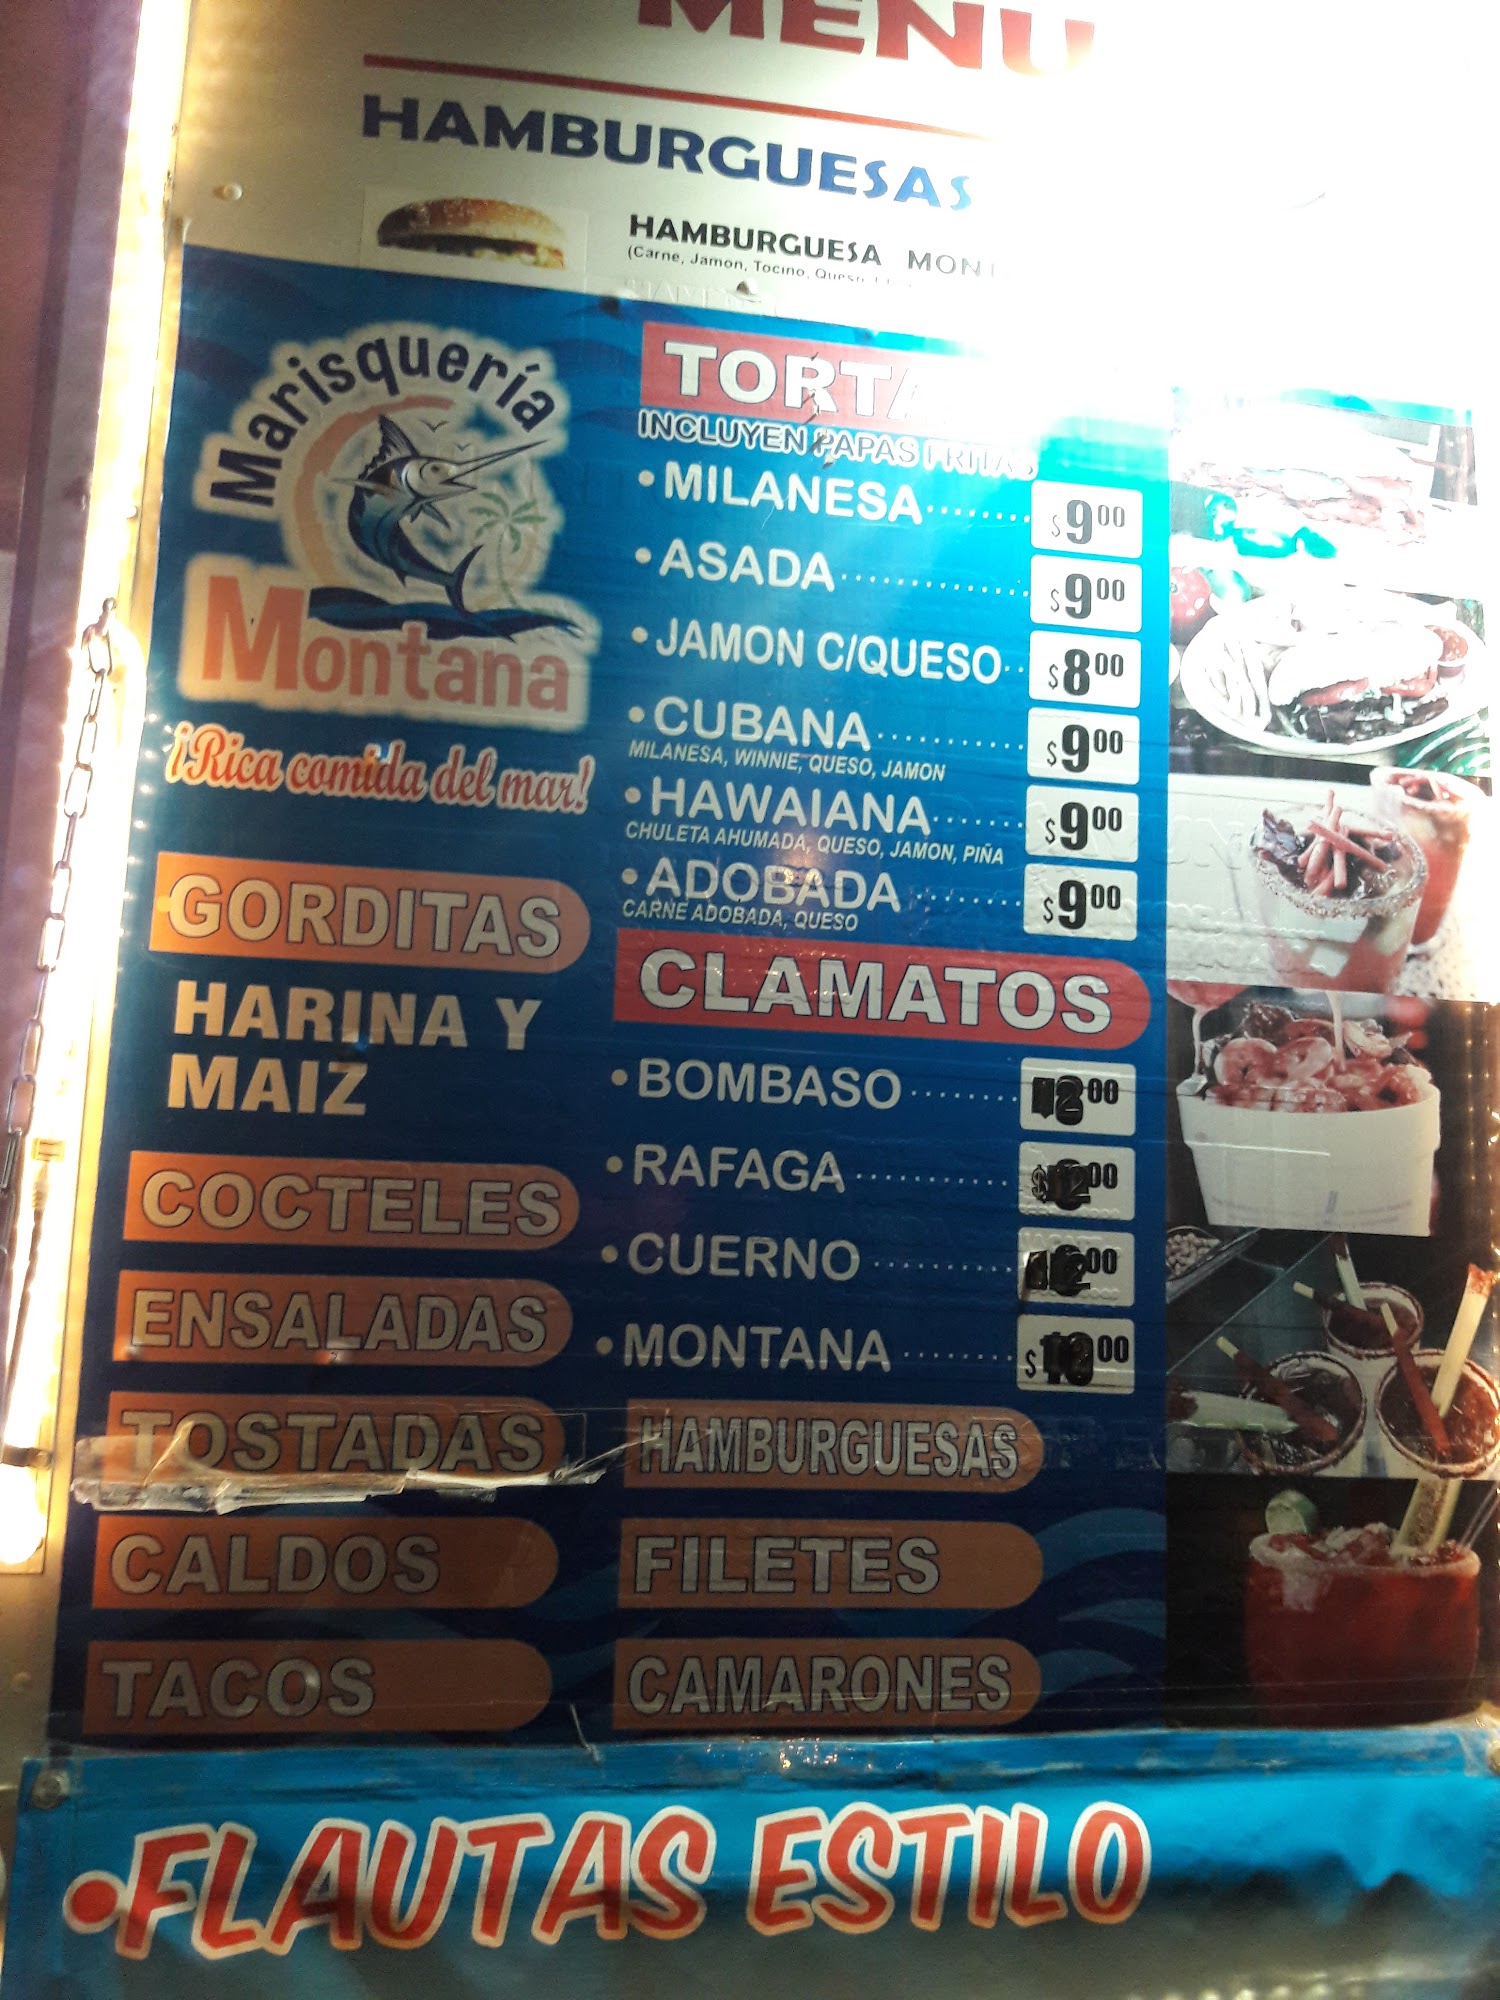 MENU
HAMBURGUESAS
HAMBURGUESA
(Carne, Jamon, Tocino, Queso
Marisquería
Montana
¡Rica comida del mar!
GORDITAS
HARINA Y
MAIZ
COCTELES
ENSALADAS
TOSTADAS
CALDOS
TACOS
INCLUYEN PAPAS FRITAS
•MILANESA $9.00
•ASADA $9.00
•JAMON C/QUESO $8.00
•CUBANA $9.00
MILANESA, WINNIE, QUESO, JAMON
•HAWAIANA $9.00
CHULETA AHUMADA, QUESO, JAMON, PIÑA
•ADOBADA $9.00
CARNE ADOBADA, QUESO
CLAMATOS
•BOMBASO
•RAFAGA
•CUERNO
•MONTANA
HAMBURGUESAS
FILETES
CAMARONES
•FLAUTAS ESTILO